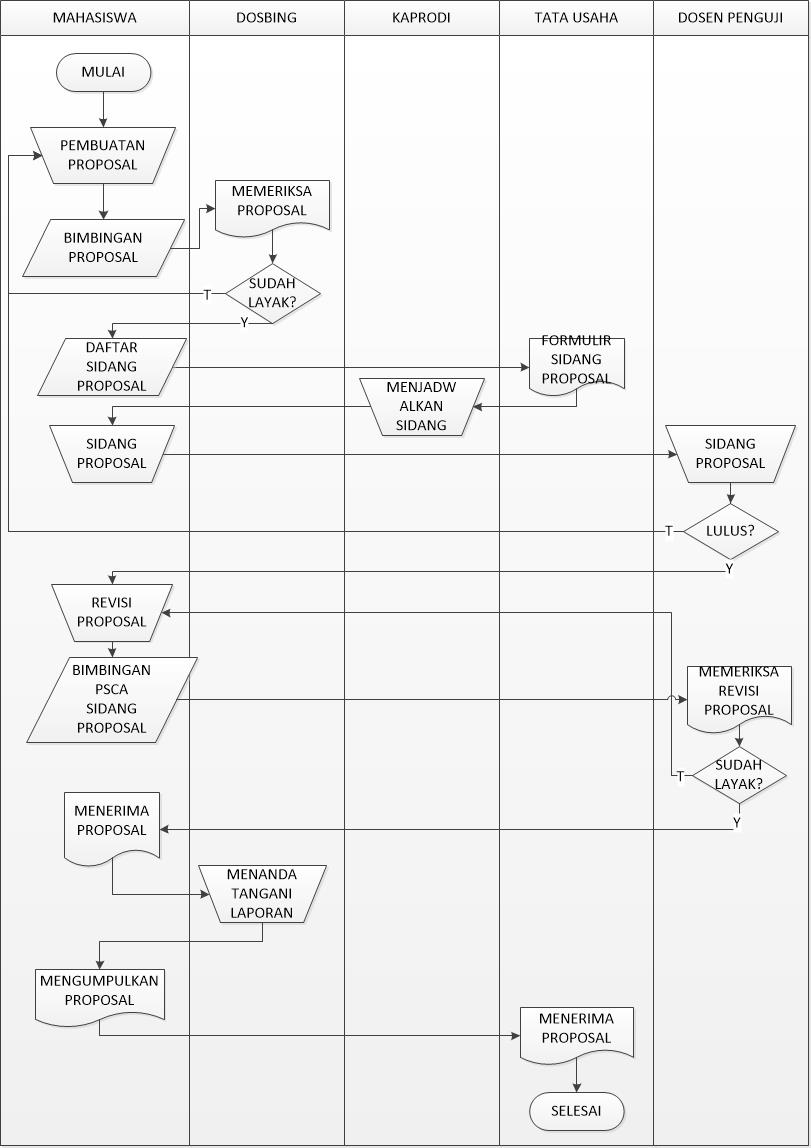 MAHASISWA
DOSBING
KAPRODI
TATA USAHA
DOSEN PENGUJI
MULAI
PEMBUATAN
PROPOSAL
MEMERIKSA
PROPOSAL
BIMBINGAN
PROPOSAL
SUDAH
LAYAK?
T
Y
DAFTAR
SIDANG
PROPOSAL
FORMULIR
SIDANG
PROPOSAL
MENJADW
ALKAN
SIDANG
SIDANG
PROPOSAL
SIDANG
PROPOSAL
LULUS?
T
Y
REVISI
PROPOSAL
BIMBINGAN
PSCA
SIDANG
PROPOSAL
MEMERIKSA
REVISI
PROPOSAL
SUDAH
LAYAK?
T
Y
MENERIMA
PROPOSAL
MENANDA
TANGANI
LAPORAN
MENGUMPULKAN
PROPOSAL
MENERIMA
PROPOSAL
SELESAI